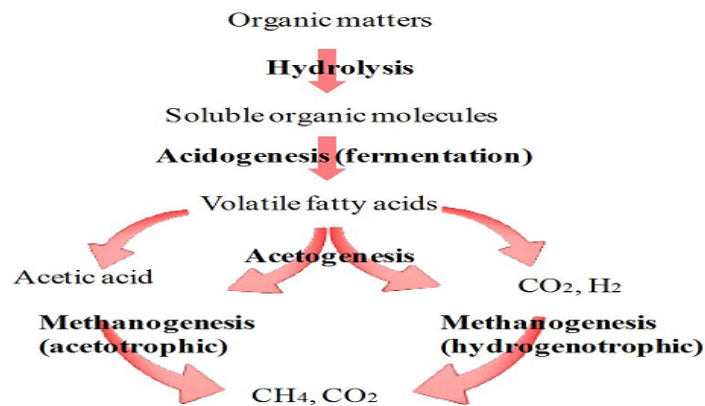 Organic matters
Hydrolysis
Soluble organic molecules
Acidogenesis (fermentation)
Volatile fatty acids
Acetogenesis
Acetic acid
CO₂, H₂
Methanogenesis
(acetotrophic)
Methanogenesis
(hydrogenotrophic)
CH₄, CO₂